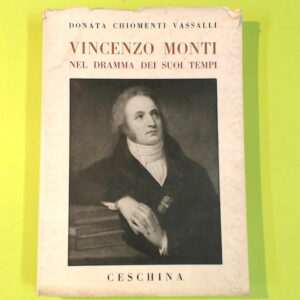 DONATA CHIOMENTI VASSALLI
VINCENZO MONTI
NEL DRAMMA DEI SUOI TEMPI
CESCHINA